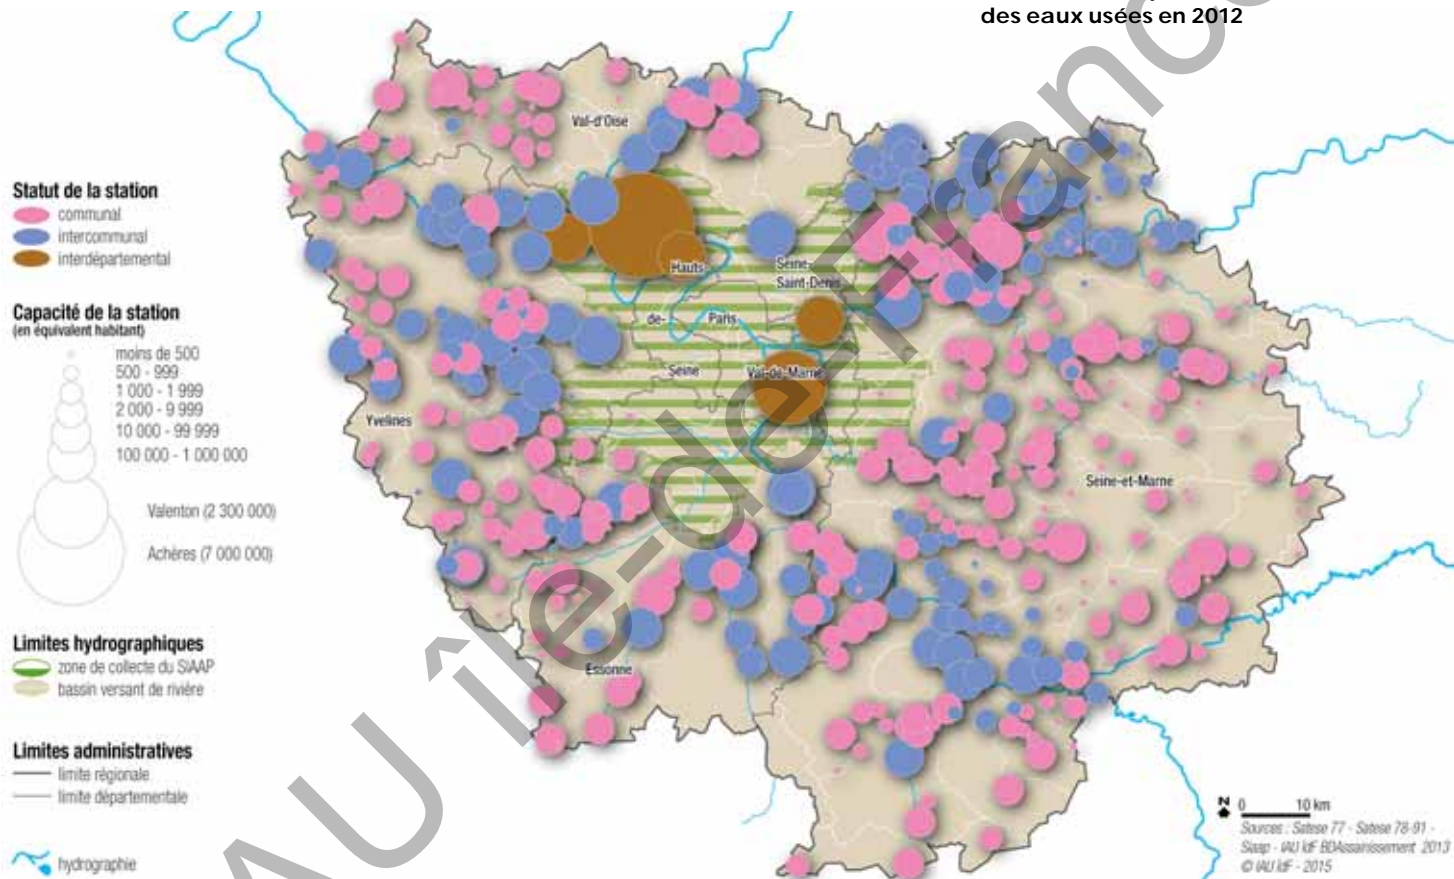 des eaux usées en 2012
Statut de la station
communal
intercommunal
interdépartemental
Capacité de la station
(en équivalent habitant)
moins de 500
500 - 999
1 000 - 1 999
2 000 - 9 999
10 000 - 99 999
100 000 - 1 000 000
Valenton (2 300 000)
Achères (7 000 000)
Limites hydrographiques
zone de collecte du SIAAP
bassin versant de rivière
Limites administratives
limite régionale
limite départementale
hydrographie
Val-d'Oise
Hauts-
de-
Seine
Seine-
Saint-Denis
Paris
Val-de-Marne
Yvelines
Seine-et-Marne
Essonne
N 0 10 km
Sources : Satese 77 - Satese 78-91 -
Siaap - IAU îdF BDAssainissement 2013
© IAU îdF - 2015
IAU île-de-France